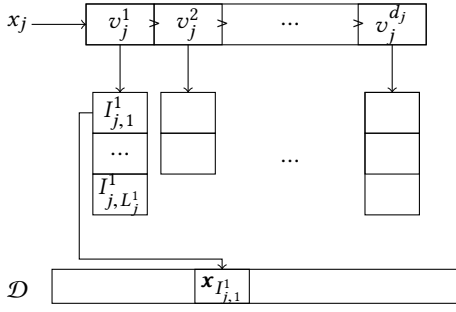 x_j v_j^1 > v_j^2 > ... > v_j^{d_j}
I_{j,1}^1
...
...
I_{j,L_j^1}^1
𝒟 𝒙_{I_{j,1}^1}